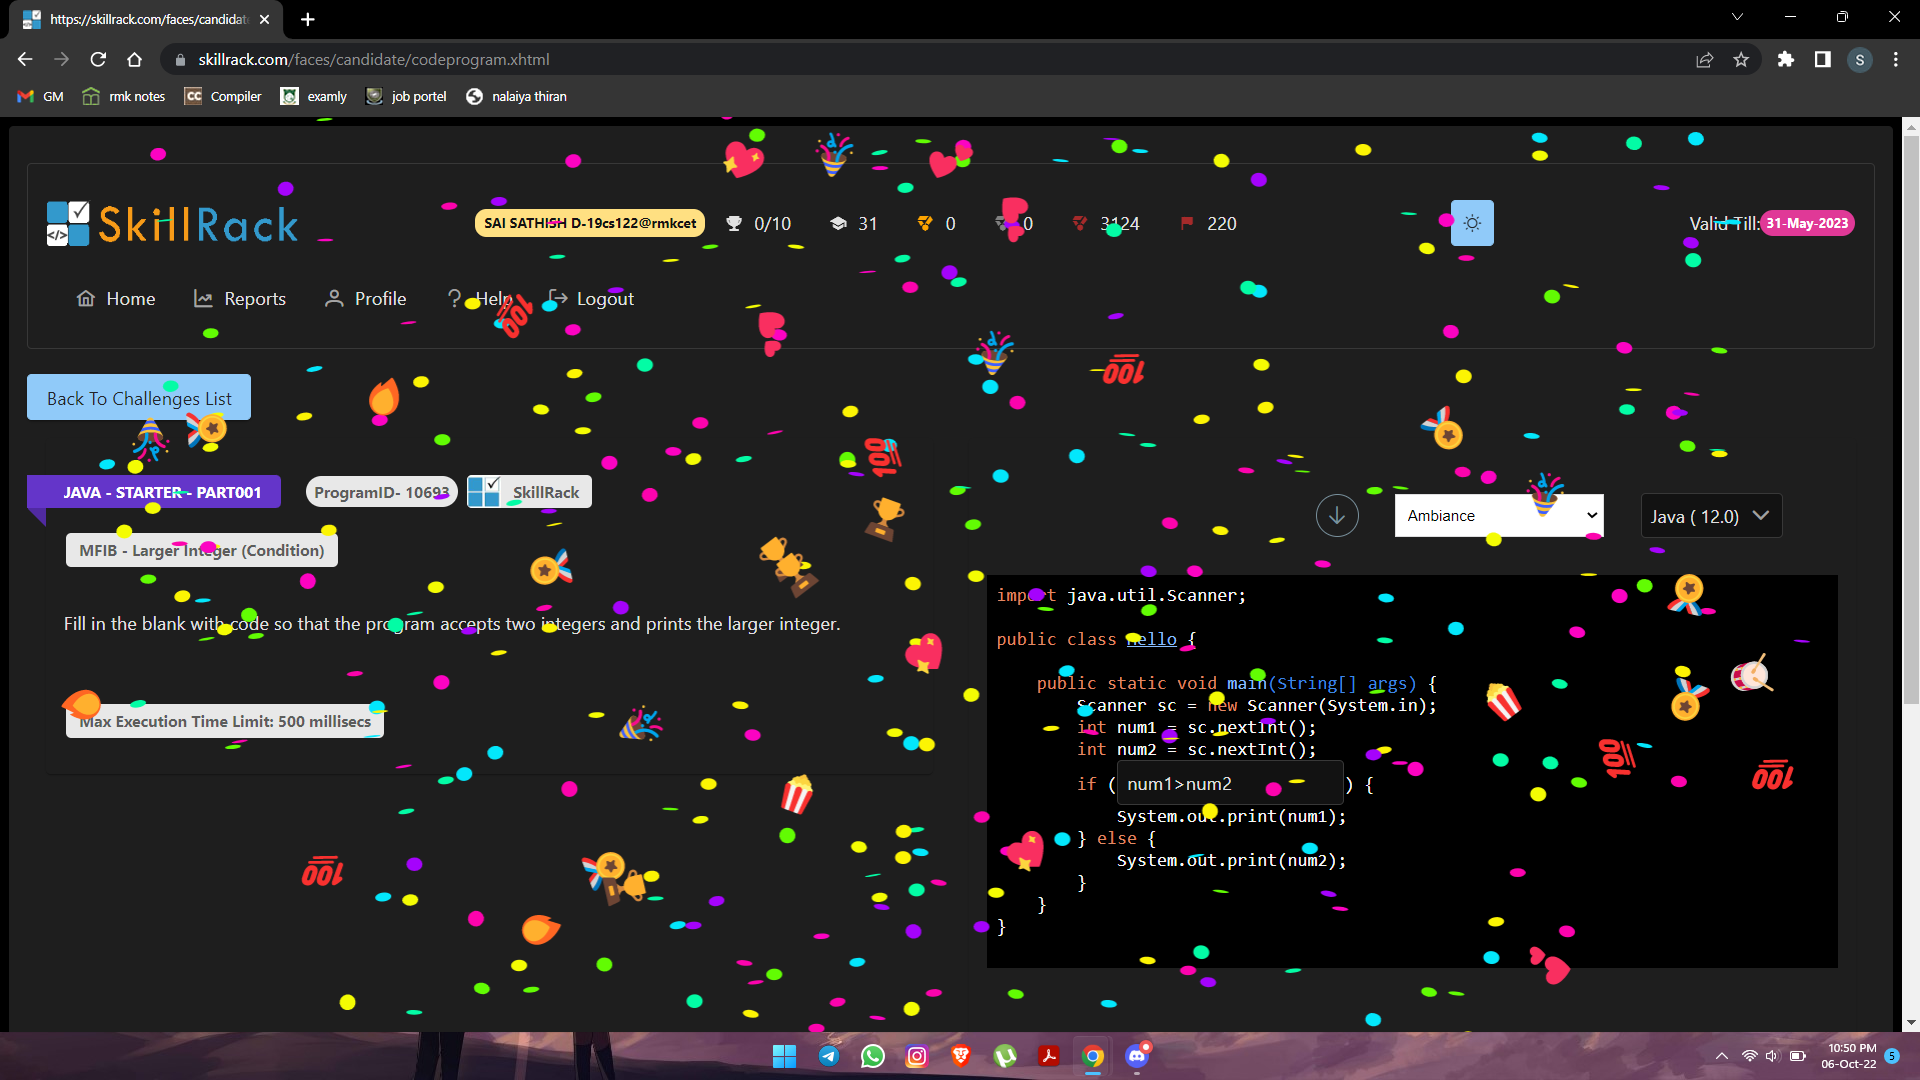 https://skillrack.com/faces/candidat
skillrack.com/faces/candidate/codeprogram.xhtml
S
GM rmk notes CC Compiler examly job portel nalaiya thiran
SkillRack
SAI SATHISH D-19cs122@rmkcet 0/10 31 0 0 3124 220
Valid Till: 31-May-2023
Home Reports Profile Help Logout
Back To Challenges List
JAVA - STARTER - PART001 ProgramID- 10693 SkillRack
Ambiance Java ( 12.0)
MFIB - Larger Integer (Condition)
Fill in the blank with code so that the program accepts two integers and prints the larger integer.
Max Execution Time Limit: 500 millisecs
import java.util.Scanner;
public class Hello {
public static void main(String[] args) {
Scanner sc = new Scanner(System.in);
int num1 = sc.nextInt();
int num2 = sc.nextInt();
if ( num1>num2 ) {
System.out.print(num1);
} else {
System.out.print(num2);
}
}
}
10:50 PM
06-Oct-22
5